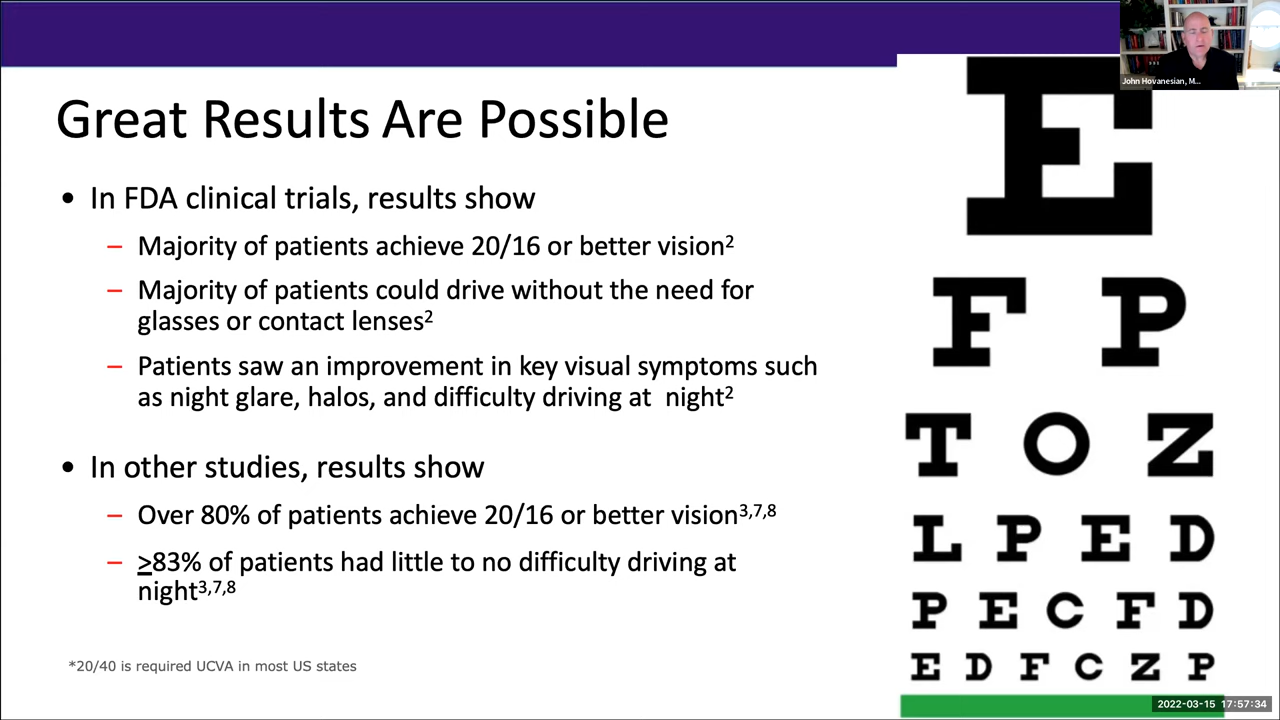 John Hovanesian, M...
Great Results Are Possible
• In FDA clinical trials, results show
– Majority of patients achieve 20/16 or better vision2
– Majority of patients could drive without the need for
glasses or contact lenses2
– Patients saw an improvement in key visual symptoms such
as night glare, halos, and difficulty driving at night2
• In other studies, results show
– Over 80% of patients achieve 20/16 or better vision3,7,8
– ≥83% of patients had little to no difficulty driving at
night3,7,8
*20/40 is required UCVA in most US states
E
F P
T O Z
L P E D
P E C F D
E D F C Z P
2022-03-15 17:57:34